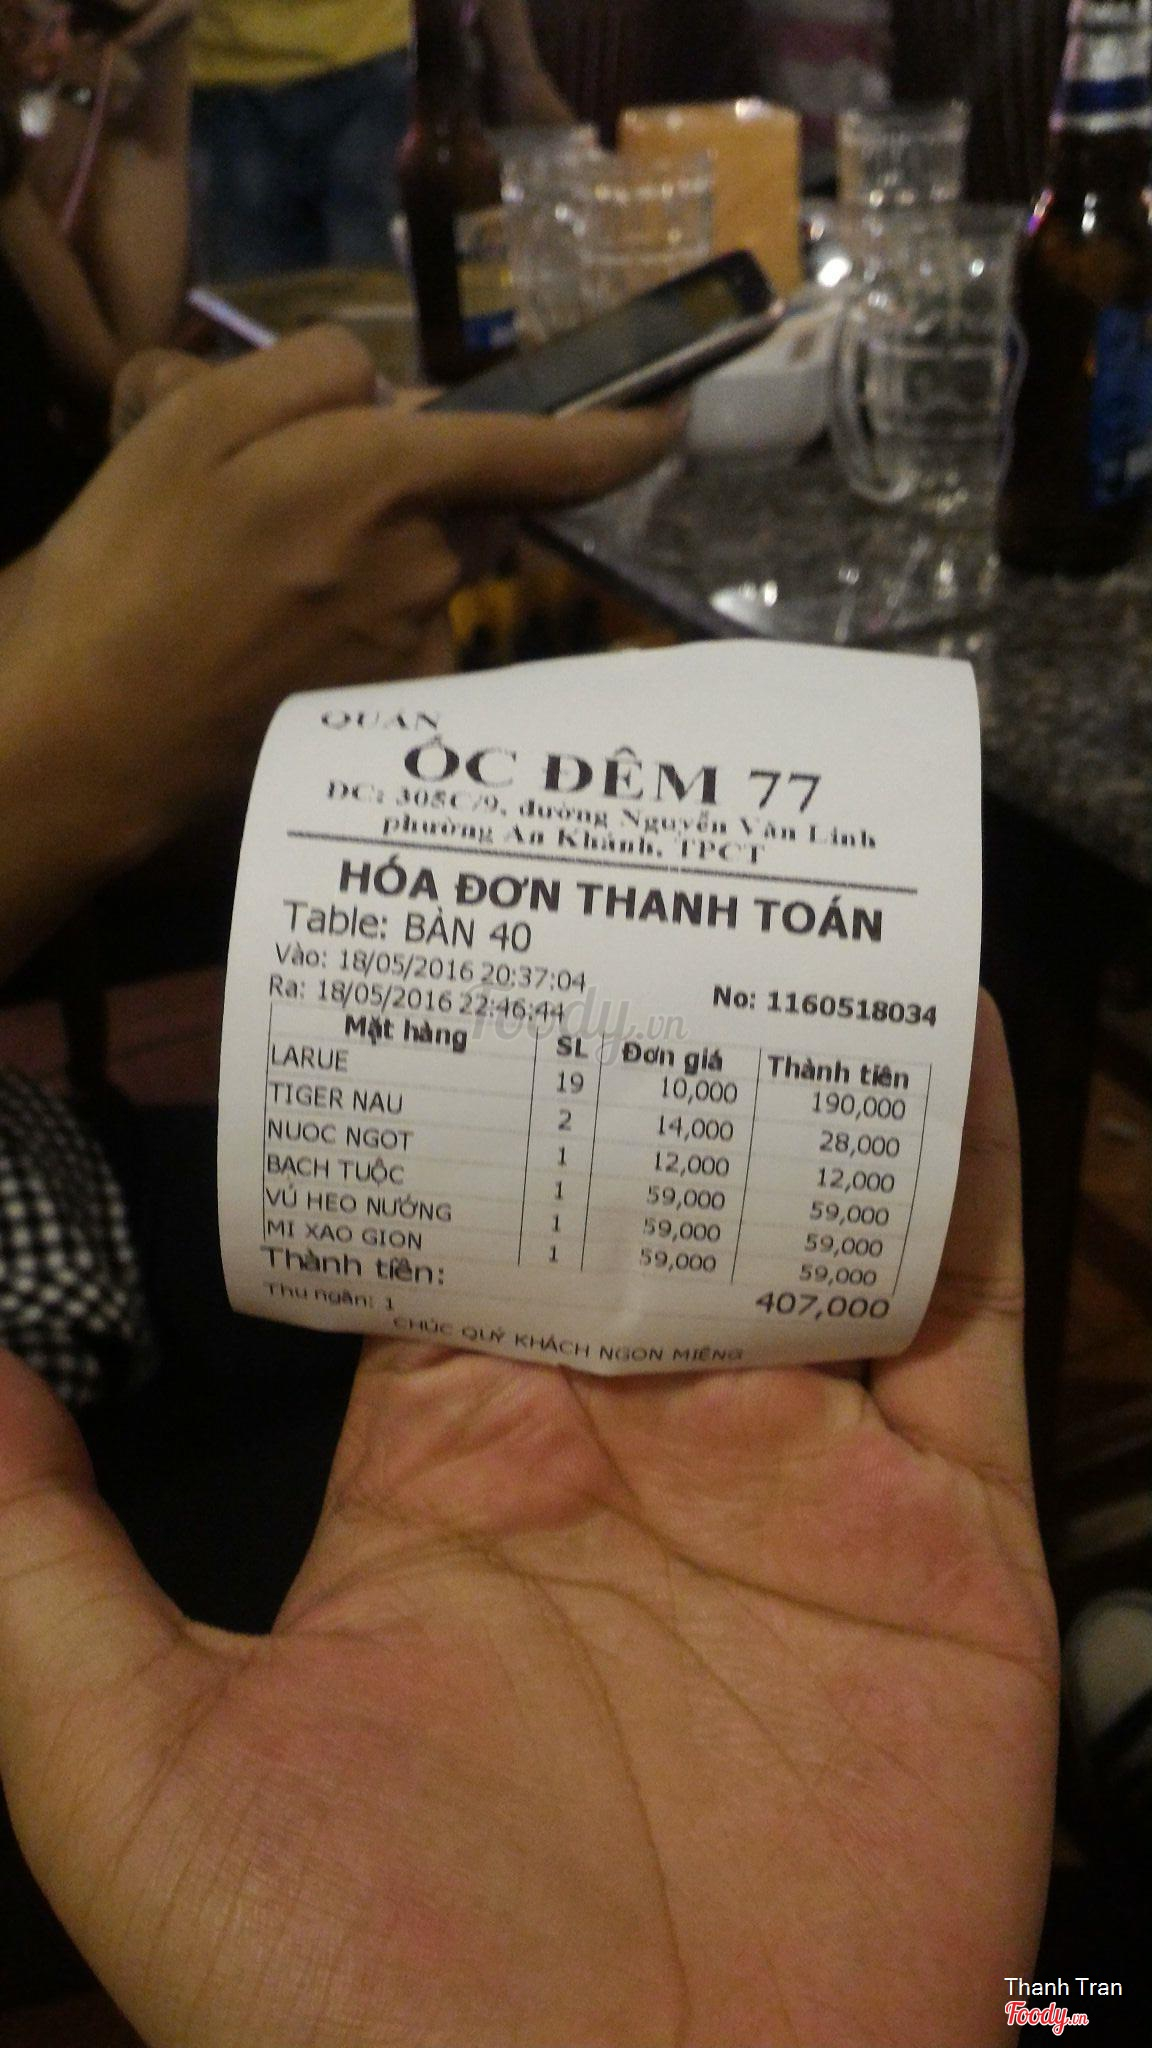 QUÁN
ỐC ĐÊM 77
ĐC: 305C/9, đường Nguyễn Văn Linh
phường An Khánh, TPCT
HÓA ĐƠN THANH TOÁN
Table: BÀN 40
Vào: 18/05/2016 20:37:04
Ra: 18/05/2016 22:46:44 No: 1160518034
Mặt hàng SL Đơn giá Thành tiền
LARUE 19 10,000 190,000
TIGER NAU 2 14,000 28,000
NUOC NGOT 1 12,000 12,000
BẠCH TUỘC 1 59,000 59,000
VÚ HEO NƯỚNG 1 59,000 59,000
MI XAO GION 1 59,000 59,000
Thành tiền: 407,000
Thu ngân: 1
CHÚC QUÝ KHÁCH NGON MIỆNG
Foody.vn
Thanh Tran
Foody.vn